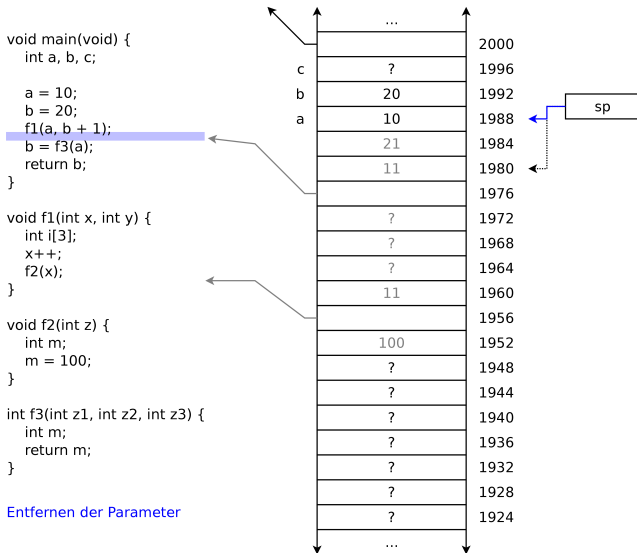 void main(void) {
int a, b, c;
a = 10;
b = 20;
f1(a, b + 1);
b = f3(a);
return b;
}
void f1(int x, int y) {
int i[3];
x++;
f2(x);
}
void f2(int z) {
int m;
m = 100;
}
int f3(int z1, int z2, int z3) {
int m;
return m;
}
Entfernen der Parameter
...
2000
c ? 1996
b 20 1992
a 10 1988
21 1984
11 1980
1976
? 1972
? 1968
? 1964
11 1960
1956
100 1952
? 1948
? 1944
? 1940
? 1936
? 1932
? 1928
? 1924
...
sp